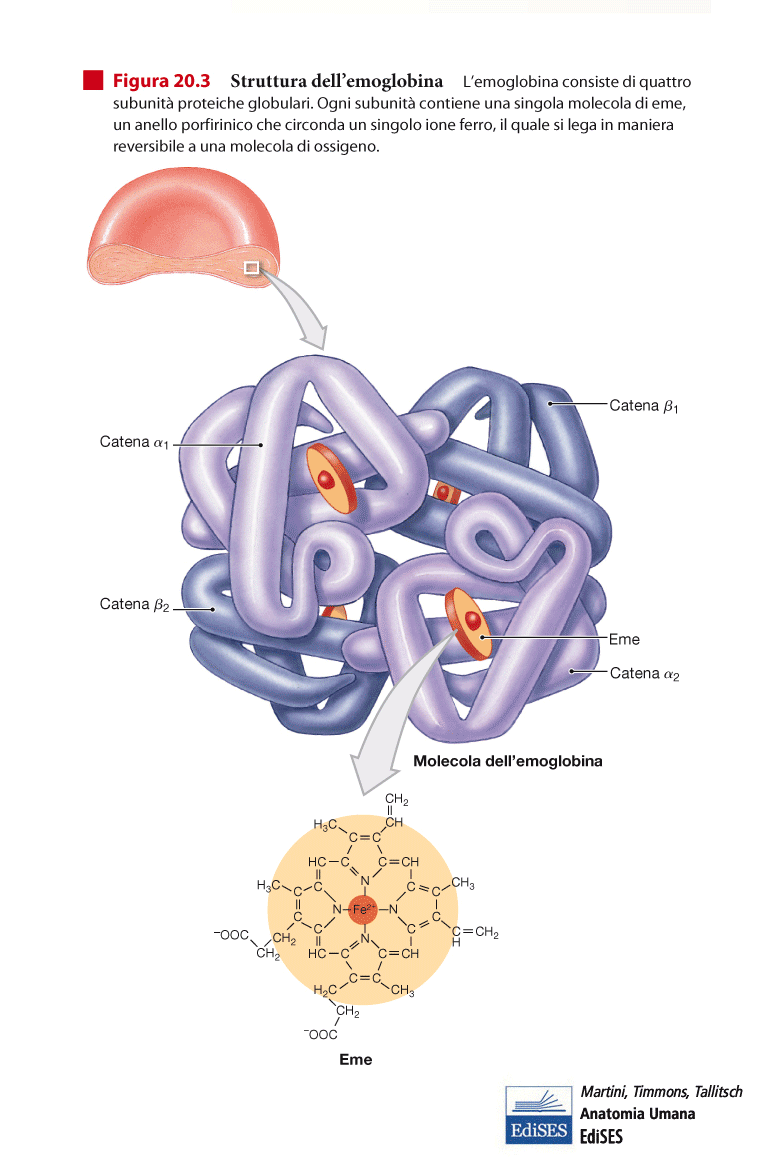 Figura 20.3 Struttura dell'emoglobina L'emoglobina consiste di quattro
subunità proteiche globulari. Ogni subunità contiene una singola molecola di eme,
un anello porfirinico che circonda un singolo ione ferro, il quale si lega in maniera
reversibile a una molecola di ossigeno.
Catena β1
Catena α1
Catena β2
Eme
Catena α2
Molecola dell'emoglobina
CH2
H3C CH
C=C
HC C C=CH
N
H3C C C CH3
C N Fe2+ N C
⁻OOC CH2 C C C C=CH2
CH2 N H
HC C C=CH
C=C
H2C CH3
CH2
⁻OOC
Eme
Martini, Timmons, Tallitsch
Anatomia Umana
EdiSES
EdiSES